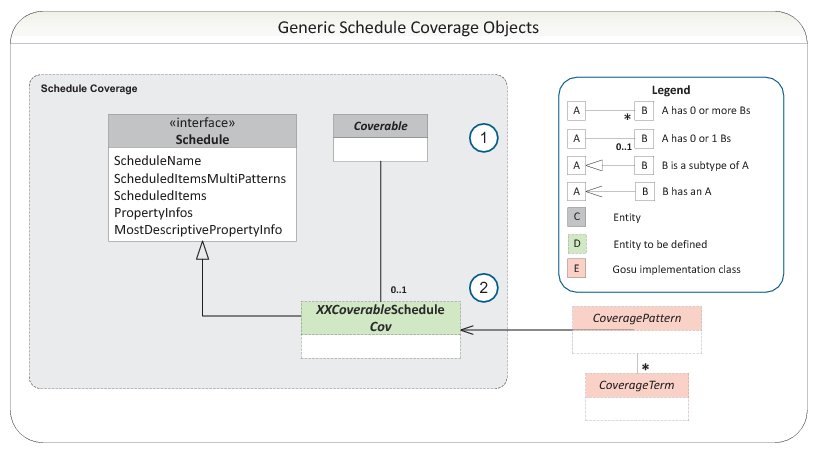 Generic Schedule Coverage Objects
Schedule Coverage
«interface»
Schedule
ScheduleName
ScheduledItemsMultiPatterns
ScheduledItems
PropertyInfos
MostDescriptivePropertyInfo
Coverable
1
0..1
2
XXCoverableSchedule
Cov
Legend
A B A has 0 or more Bs
*
A B A has 0 or 1 Bs
0..1
A B B is a subtype of A
A B B has an A
C Entity
D Entity to be defined
E Gosu implementation class
CoveragePattern
*
CoverageTerm